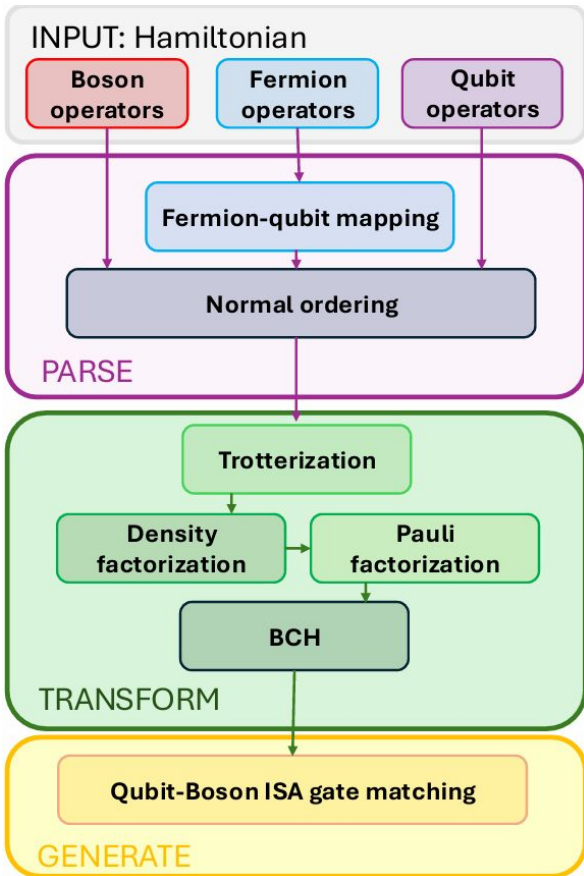 INPUT: Hamiltonian
Boson
operators
Fermion
operators
Qubit
operators
Fermion-qubit mapping
Normal ordering
PARSE
Trotterization
Density
factorization
Pauli
factorization
BCH
TRANSFORM
Qubit-Boson ISA gate matching
GENERATE